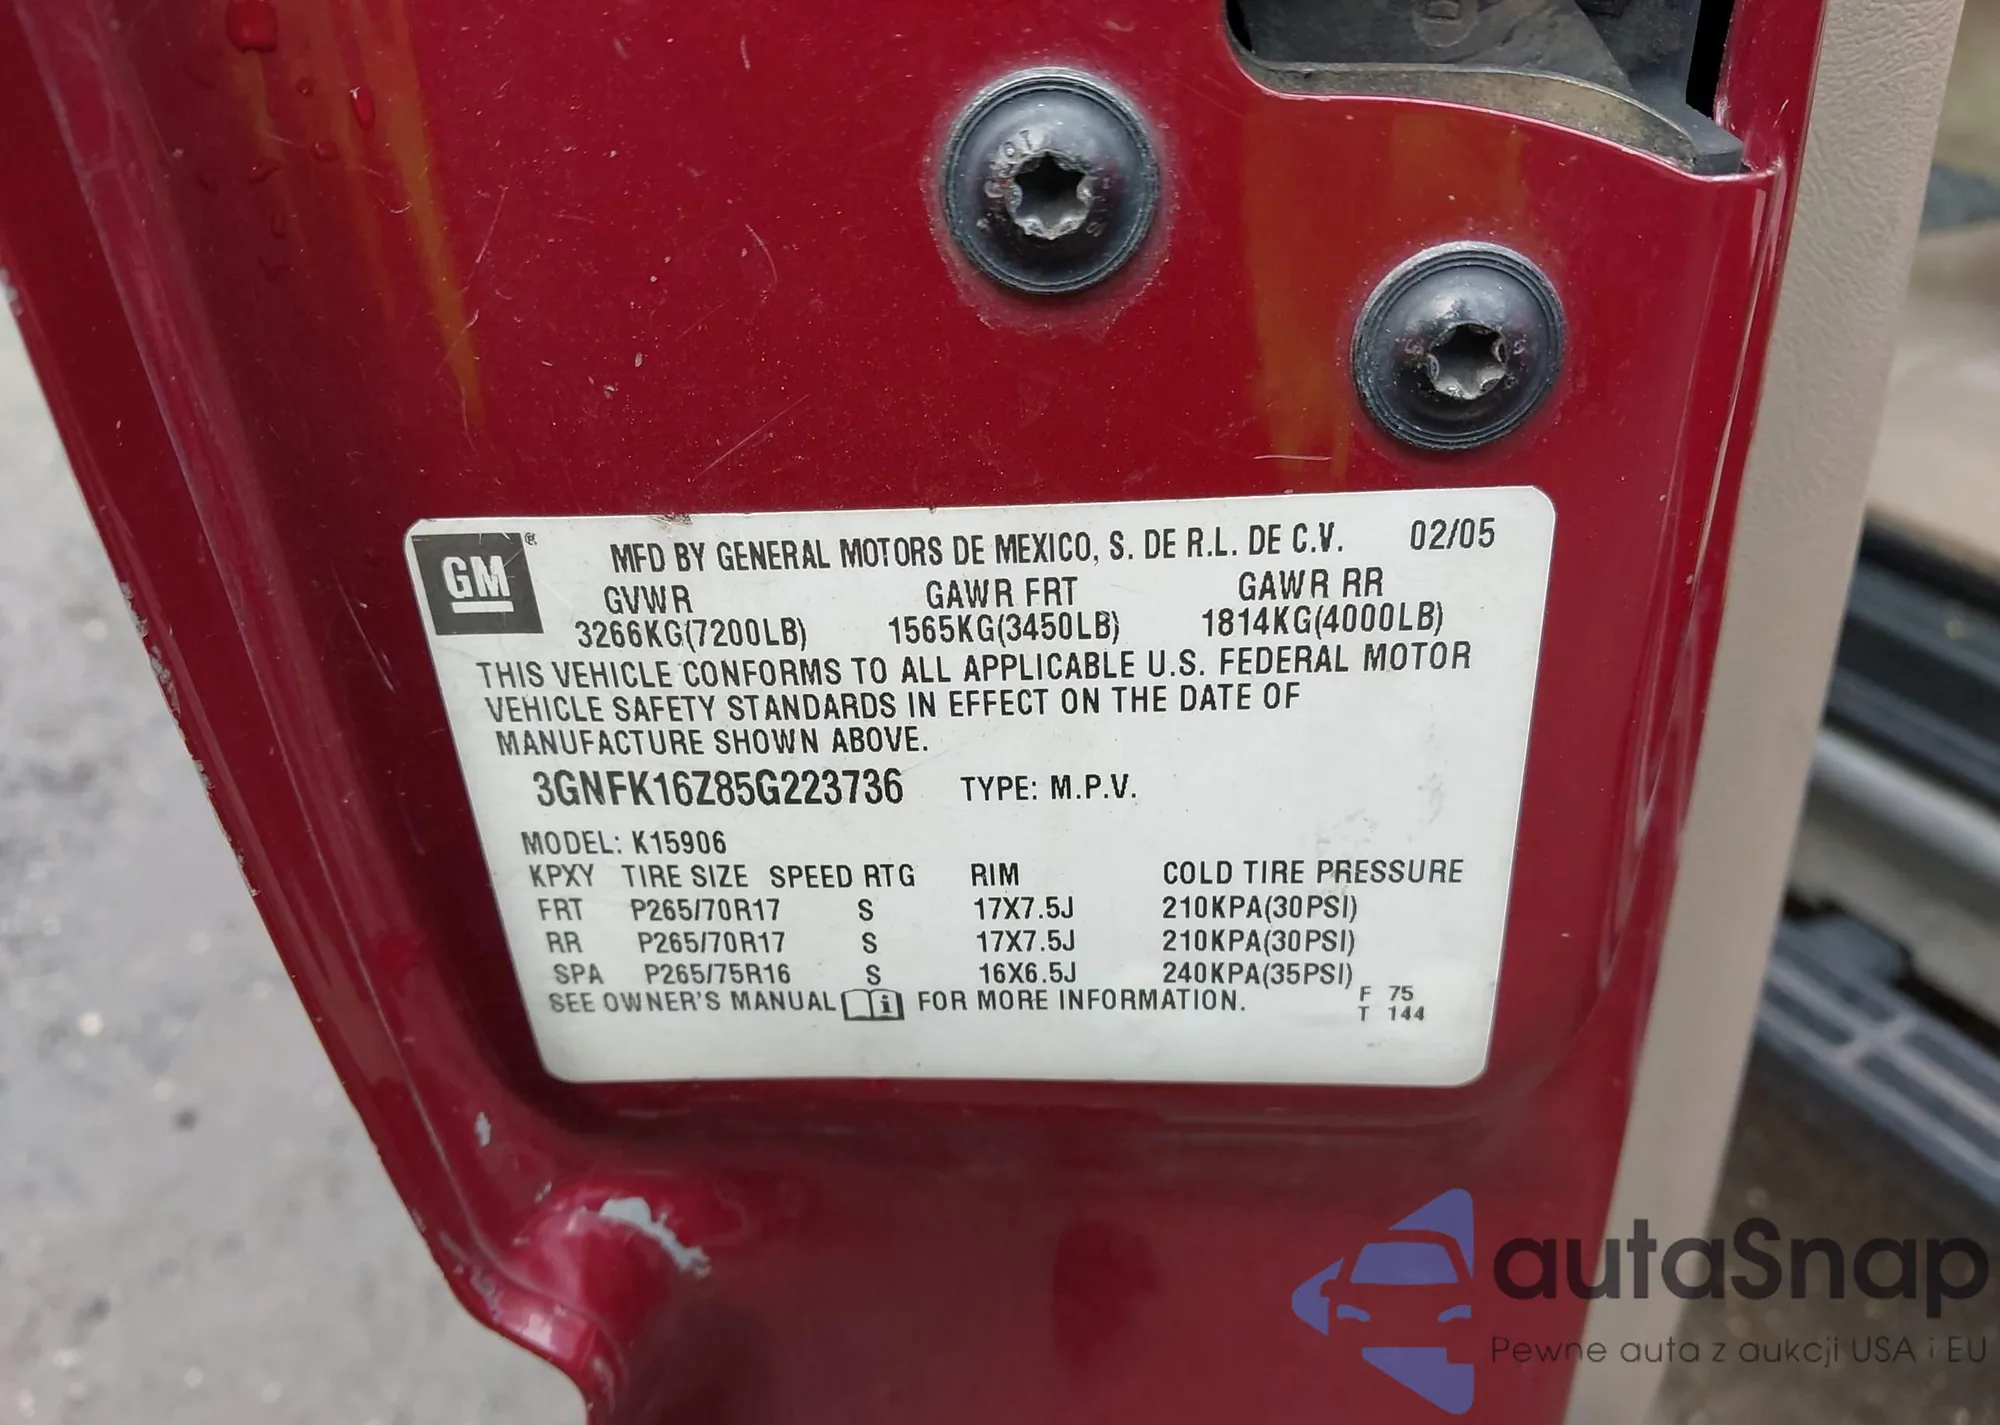 GM ®
MFD BY GENERAL MOTORS DE MEXICO, S. DE R.L. DE C.V. 02/05
GVWR GAWR FRT GAWR RR
3266KG(7200LB) 1565KG(3450LB) 1814KG(4000LB)
THIS VEHICLE CONFORMS TO ALL APPLICABLE U.S. FEDERAL MOTOR
VEHICLE SAFETY STANDARDS IN EFFECT ON THE DATE OF
MANUFACTURE SHOWN ABOVE.
3GNFK16Z85G223736 TYPE: M.P.V.
MODEL: K15906
KPXY TIRE SIZE SPEED RTG RIM COLD TIRE PRESSURE
FRT P265/70R17 S 17X7.5J 210KPA(30PSI)
RR P265/70R17 S 17X7.5J 210KPA(30PSI)
SPA P265/75R16 S 16X6.5J 240KPA(35PSI)
SEE OWNER'S MANUAL i FOR MORE INFORMATION.
F 75
T 144
autaSnap
Pewne auta z aukcji USA i EU